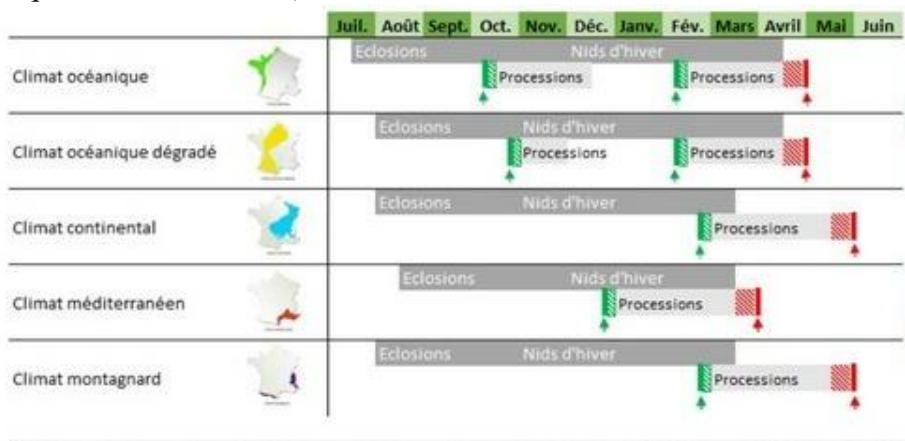 Juil. Août Sept. Oct. Nov. Déc. Janv. Fév. Mars Avril Mai Juin
Eclosions Nids d'hiver
Climat océanique Processions Processions
Eclosions Nids d'hiver
Climat océanique dégradé Processions Processions
Eclosions Nids d'hiver
Climat continental Processions
Eclosions Nids d'hiver
Climat méditerranéen Processions
Eclosions Nids d'hiver
Climat montagnard Processions